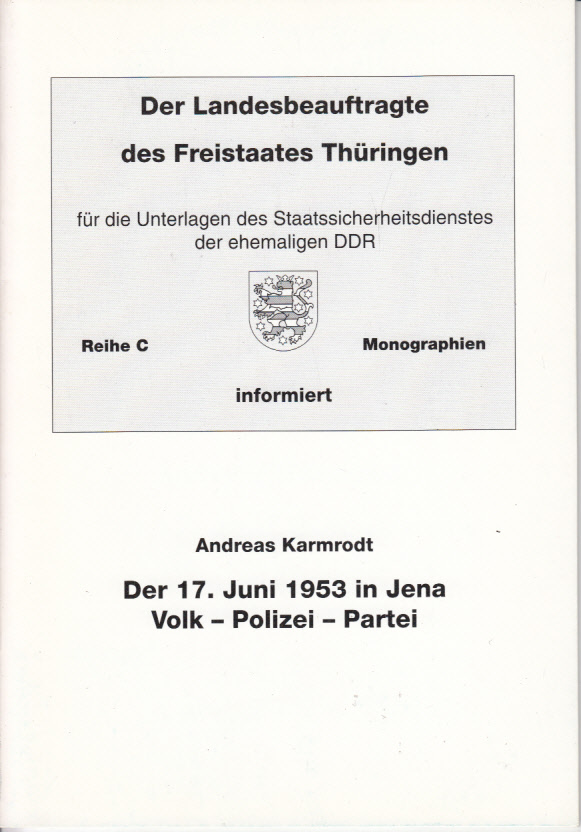 Der Landesbeauftragte
des Freistaates Thüringen
für die Unterlagen des Staatssicherheitsdienstes
der ehemaligen DDR
Reihe C
Monographien
informiert
Andreas Karmrodt
Der 17. Juni 1953 in Jena
Volk – Polizei – Partei